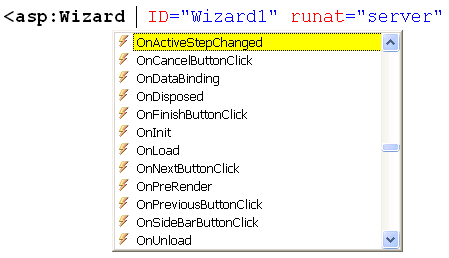 <asp:Wizard ID="Wizard1" runat="server"
OnActiveStepChanged
OnCancelButtonClick
OnDataBinding
OnDisposed
OnFinishButtonClick
OnInit
OnLoad
OnNextButtonClick
OnPreRender
OnPreviousButtonClick
OnSideBarButtonClick
OnUnload